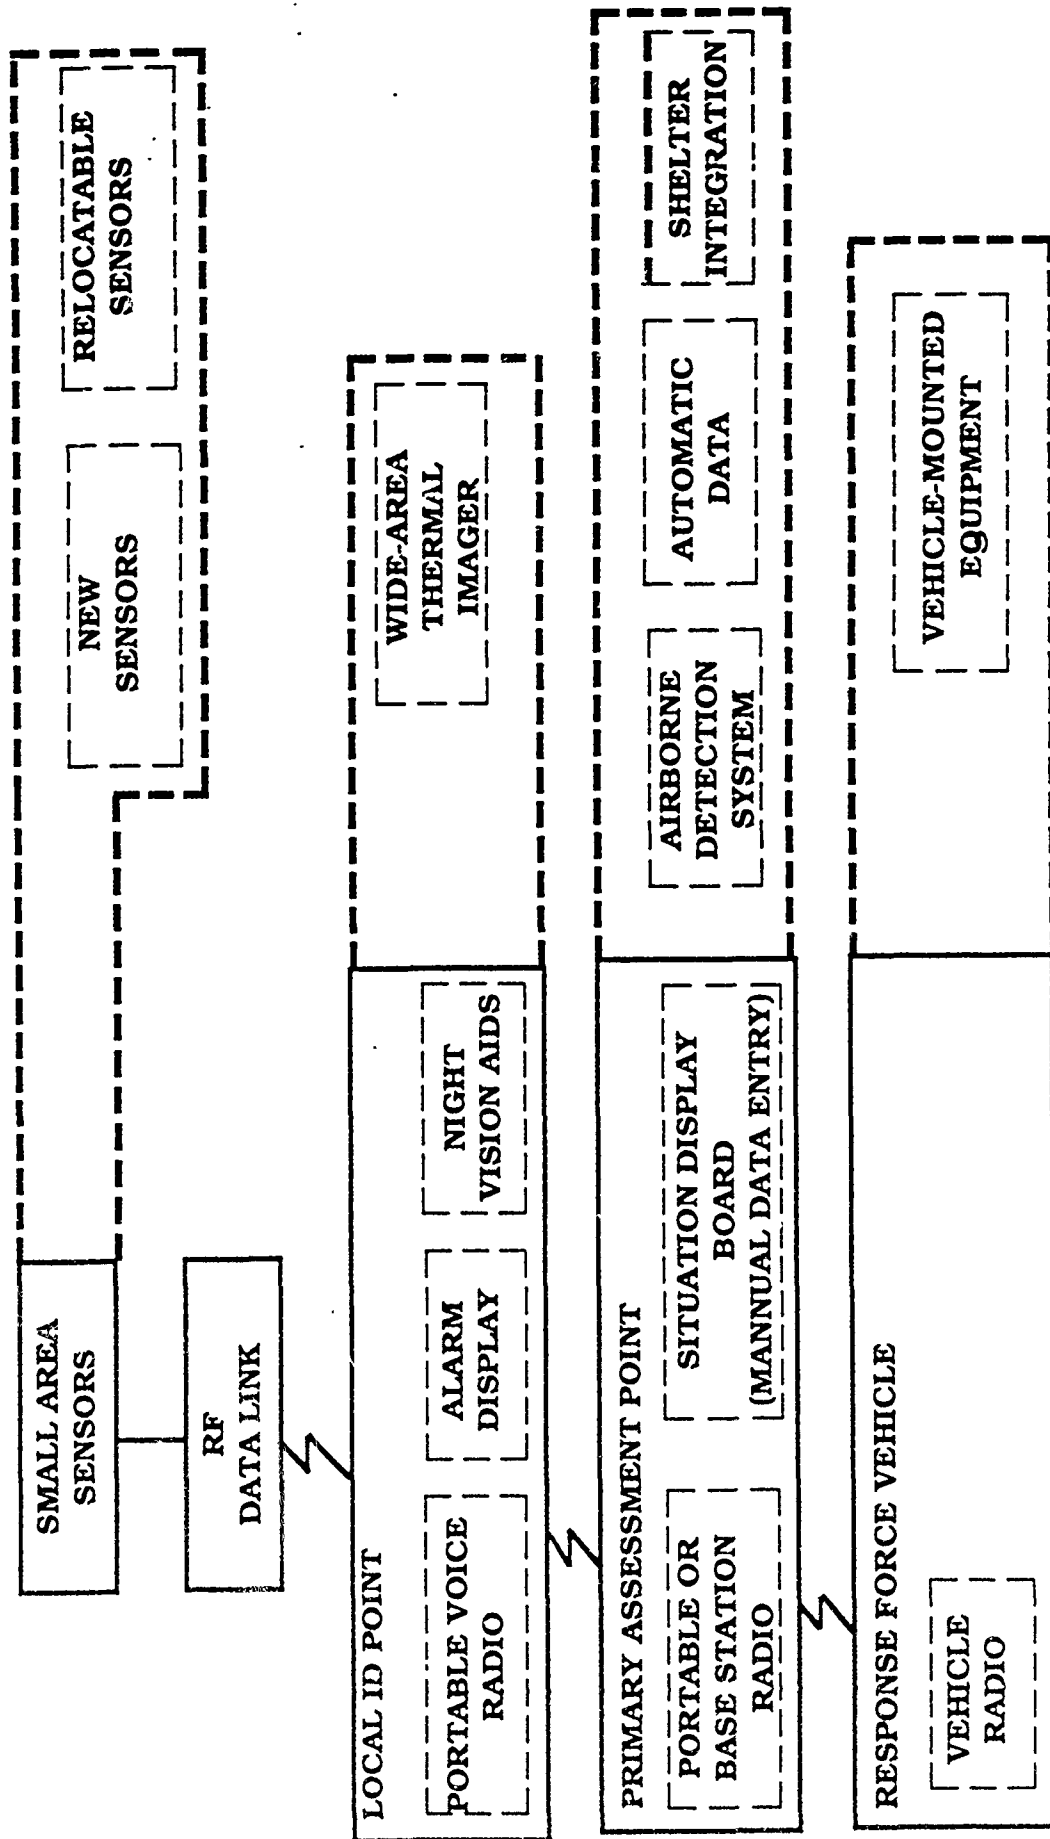 SMALL AREA
SENSORS
NEW
SENSORS
RELOCATABLE
SENSORS
RF
DATA LINK
LOCAL ID POINT
PORTABLE VOICE
RADIO
ALARM
DISPLAY
NIGHT
VISION AIDS
WIDE-AREA
THERMAL
IMAGER
PRIMARY ASSESSMENT POINT
PORTABLE OR
BASE STATION
RADIO
SITUATION DISPLAY
BOARD
(MANNUAL DATA ENTRY)
AIRBORNE
DETECTION
SYSTEM
AUTOMATIC
DATA
SHELTER
INTEGRATION
RESPONSE FORCE VEHICLE
VEHICLE
RADIO
VEHICLE-MOUNTED
EQUIPMENT